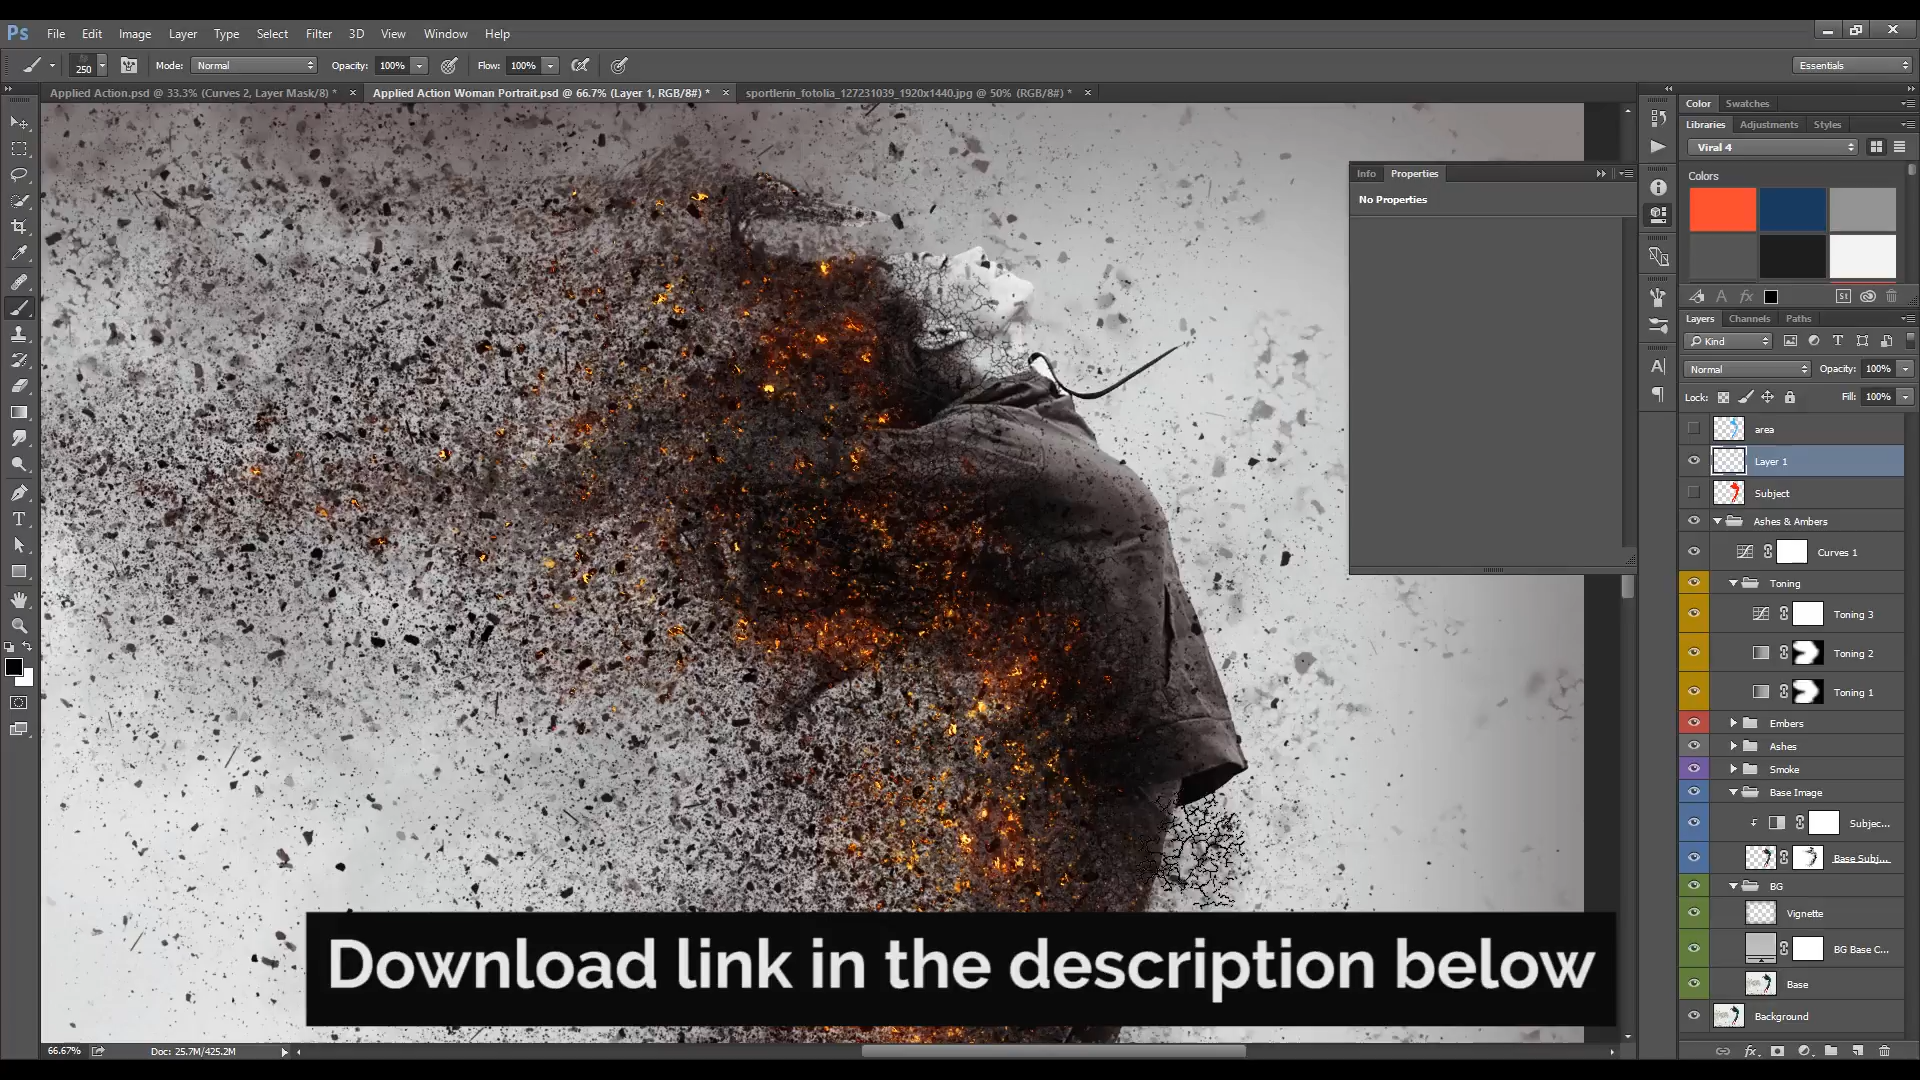 Ps File Edit Image Layer Type Select Filter 3D View Window Help
250 Mode: Normal Opacity: 100% Flow: 100% Essentials
Applied Action.psd @ 33.3% (Curves 2, Layer Mask/8) * Applied Action Woman Portrait.psd @ 66.7% (Layer 1, RGB/8#) * sportlerin_fotolia_127231039_1920x1440.jpg @ 50% (RGB/8#) *
Info Properties
No Properties
Color Swatches
Libraries Adjustments Styles
Viral 4
Colors
St
Layers Channels Paths
Kind
Normal Opacity: 100%
Lock: Fill: 100%
area
Layer 1
Subject
Ashes & Ambers
Curves 1
Toning
Toning 3
Toning 2
Toning 1
Embers
Ashes
Smoke
Base Image
Subjec...
Base Subj...
BG
Vignette
BG Base C...
Base
Background
Download link in the description below
66.67% Doc: 25.7M/425.2M